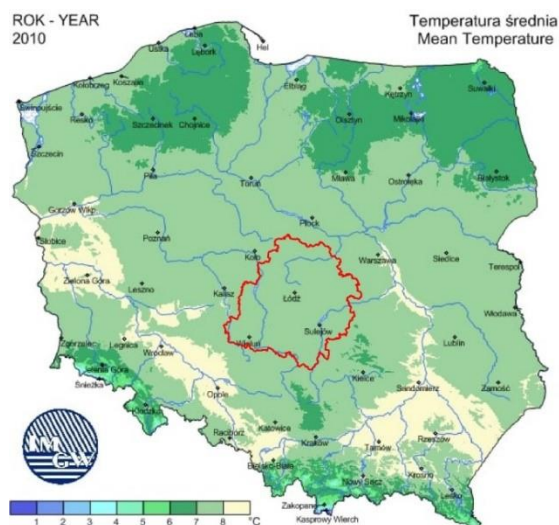 ROK - YEAR
2010
Temperatura średnia
Mean Temperature
Łeba
Hel
Ustka
Lębork
Koszalin
Kołobrzeg
Elbląg
Kętrzyn
Suwałki
Świnoujście
Resko
Szczecinek
Chojnice
Olsztyn
Mikołajki
Szczecin
Białystok
Piła
Toruń
Mława
Ostrołęka
Gorzów Wlkp.
Płock
Słubice
Poznań
Koło
Warszawa
Siedlce
Terespol
Zielona Góra
Leszno
Kalisz
Łódź
Włodawa
Sulejów
Zgorzelec
Legnica
Wrocław
Wieluń
Lublin
Jelenia Góra
Śnieżka
Kielce
Sandomierz
Zamość
Kłodzko
Opole
Katowice
Racibórz
Kraków
Tarnów
Rzeszów
Bielsko-Biała
Nowy Sącz
Krosno
Lesko
Zakopane
Kasprowy Wierch
IMGW
1 2 3 4 5 6 7 8 °C